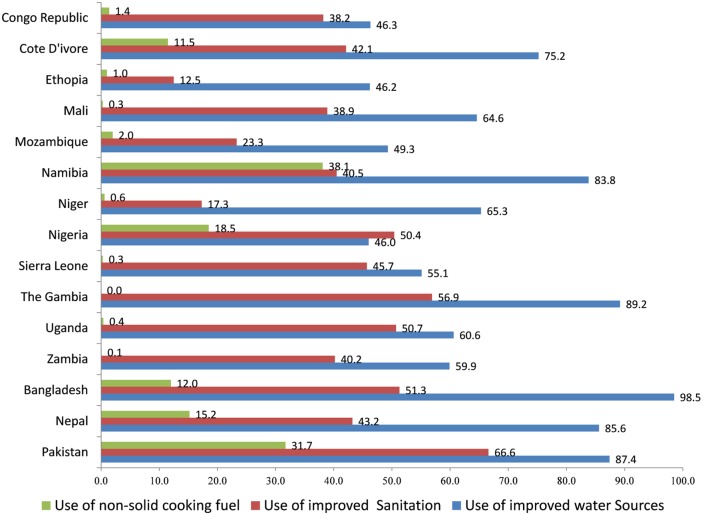 Congo Republic 1.4 38.2 46.3
Cote D'ivore 11.5 42.1 75.2
Ethopia 1.0 12.5 46.2
Mali 0.3 38.9 64.6
Mozambique 2.0 23.3 49.3
Namibia 38.1 40.5 83.8
Niger 0.6 17.3 65.3
Nigeria 18.5 50.4 46.0
Sierra Leone 0.3 45.7 55.1
The Gambia 0.0 56.9 89.2
Uganda 0.4 50.7 60.6
Zambia 0.1 40.2 59.9
Bangladesh 12.0 51.3 98.5
Nepal 15.2 43.2 85.6
Pakistan 31.7 66.6 87.4
0.0 10.0 20.0 30.0 40.0 50.0 60.0 70.0 80.0 90.0 100.0
Use of non-solid cooking fuel Use of improved Sanitation Use of improved water Sources